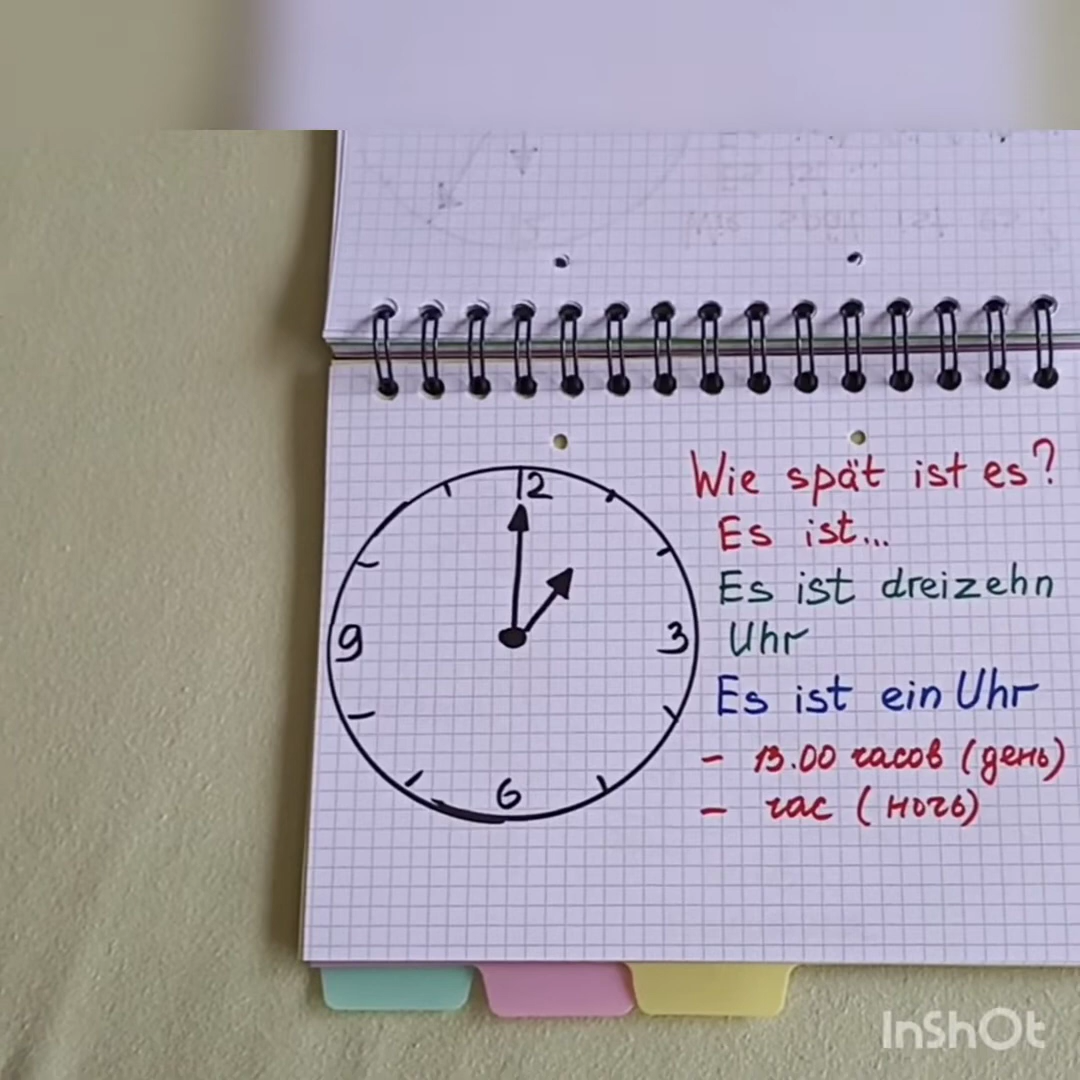 12
9
3
6
Wie spät ist es?
Es ist...
Es ist dreizehn
Uhr
Es ist ein Uhr
- 13.00 часов (день)
- час (ночь)
InShOt